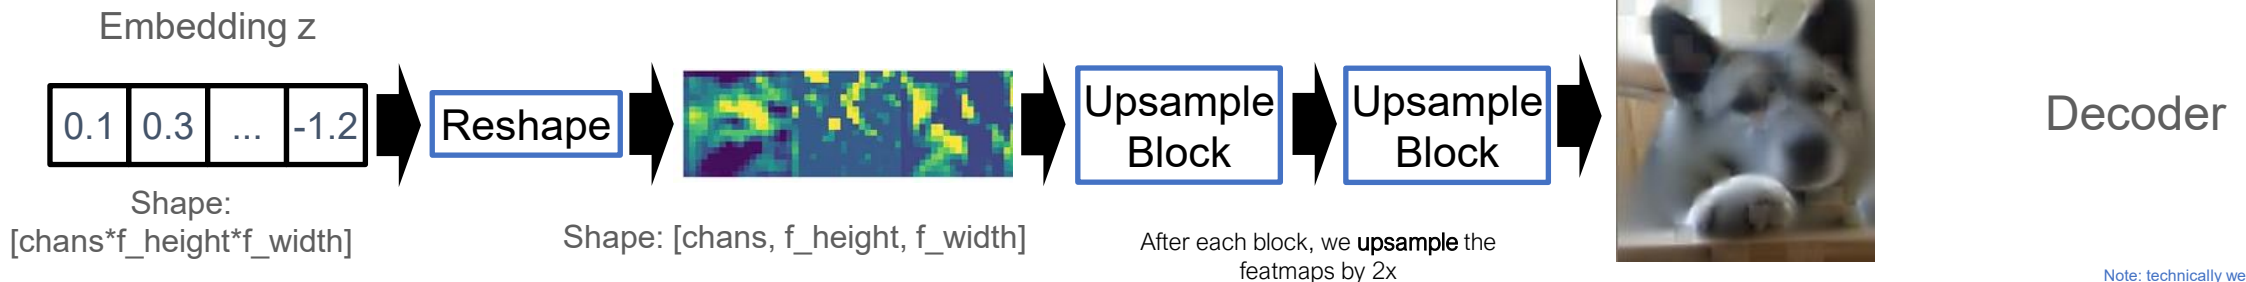 Embedding z
0.1 0.3 ... -1.2
Shape:
[chans*f_height*f_width]
Reshape
Shape: [chans, f_height, f_width]
Upsample
Block
Upsample
Block
After each block, we upsample the
featmaps by 2x
Decoder
Note: technically we